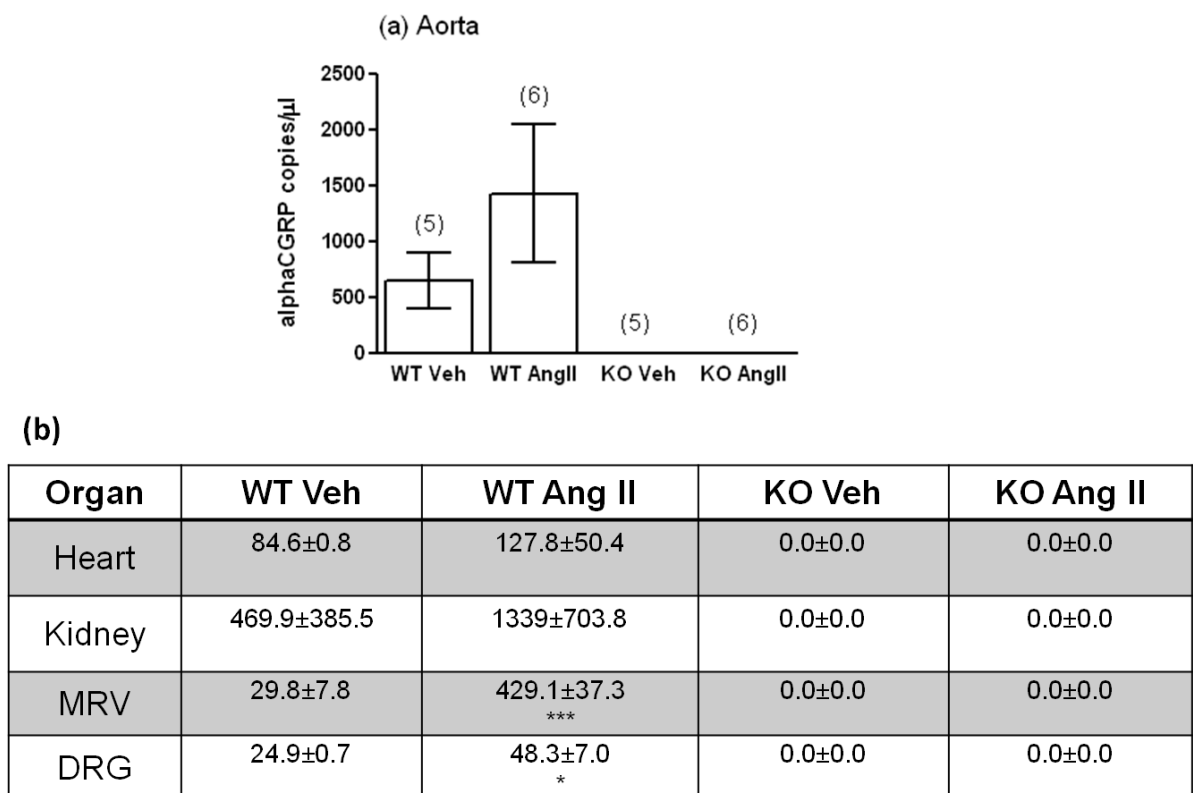 (a) Aorta
alphaCGRP copies/µl
2500
2000
1500
1000
500
0
(5)
(6)
(5)
(6)
WT Veh WT AngII KO Veh KO AngII
(b)
Organ WT Veh WT Ang II KO Veh KO Ang II
Heart 84.6±0.8 127.8±50.4 0.0±0.0 0.0±0.0
Kidney 469.9±385.5 1339±703.8 0.0±0.0 0.0±0.0
MRV 29.8±7.8 429.1±37.3 0.0±0.0 0.0±0.0
***
DRG 24.9±0.7 48.3±7.0 0.0±0.0 0.0±0.0
*